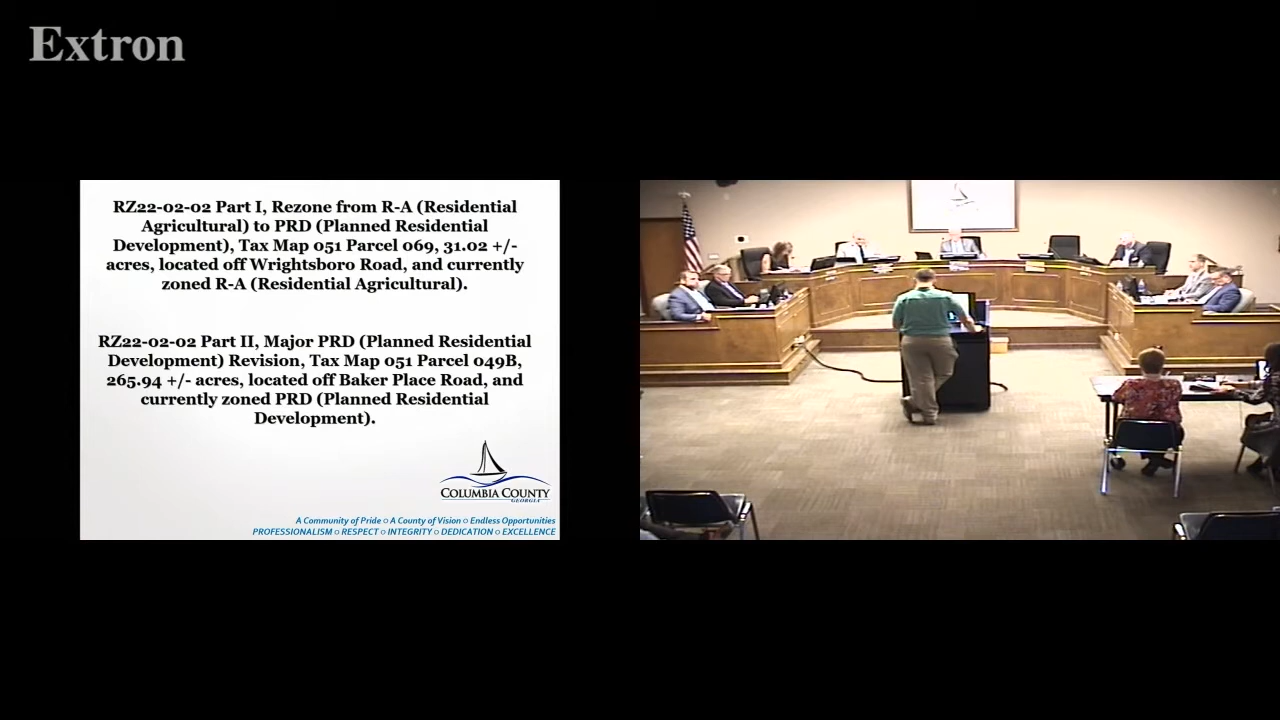 Extron
RZ22-02-02 Part I, Rezone from R-A (Residential
Agricultural) to PRD (Planned Residential
Development), Tax Map 051 Parcel 069, 31.02 +/-
acres, located off Wrightsboro Road, and currently
zoned R-A (Residential Agricultural).
RZ22-02-02 Part II, Major PRD (Planned Residential
Development) Revision, Tax Map 051 Parcel 049B,
265.94 +/- acres, located off Baker Place Road, and
currently zoned PRD (Planned Residential
Development).
COLUMBIA COUNTY
GEORGIA
A Community of Pride ○ A County of Vision ○ Endless Opportunities
PROFESSIONALISM ○ RESPECT ○ INTEGRITY ○ DEDICATION ○ EXCELLENCE